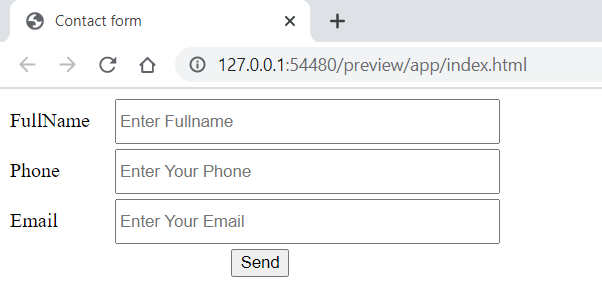 Contact form
127.0.0.1:54480/preview/app/index.html
FullName Enter Fullname
Phone Enter Your Phone
Email Enter Your Email
Send